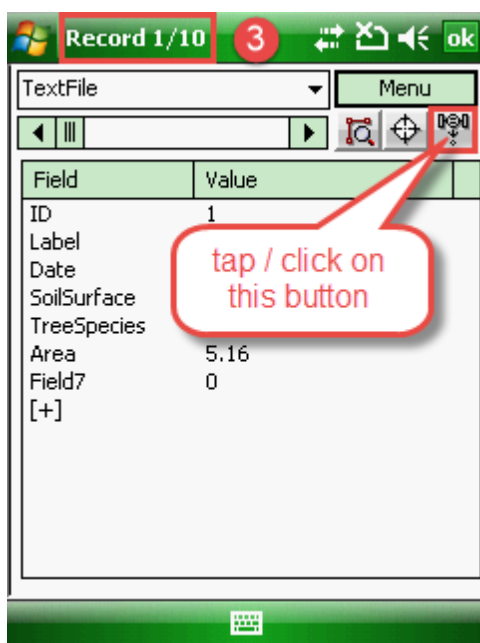 Record 1/10 3 ok
TextFile Menu
Field Value
ID 1
Label
Date
SoilSurface
TreeSpecies
Area 5.16
Field7 0
[+]
tap / click on
this button